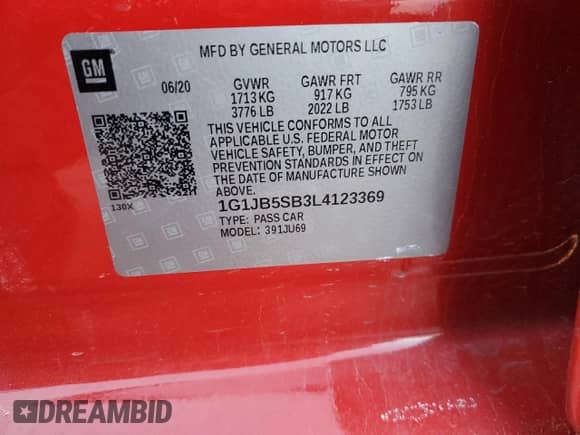 GM
MFD BY GENERAL MOTORS LLC
06/20 GVWR GAWR FRT GAWR RR
1713 KG 917 KG 795 KG
3776 LB 2022 LB 1753 LB
THIS VEHICLE CONFORMS TO ALL
APPLICABLE U.S. FEDERAL MOTOR
VEHICLE SAFETY, BUMPER, AND THEFT
PREVENTION STANDARDS IN EFFECT ON
THE DATE OF MANUFACTURE SHOWN
ABOVE.
130X
1G1JB5SB3L4123369
TYPE: PASS CAR
MODEL: 391JU69
DREAMBID